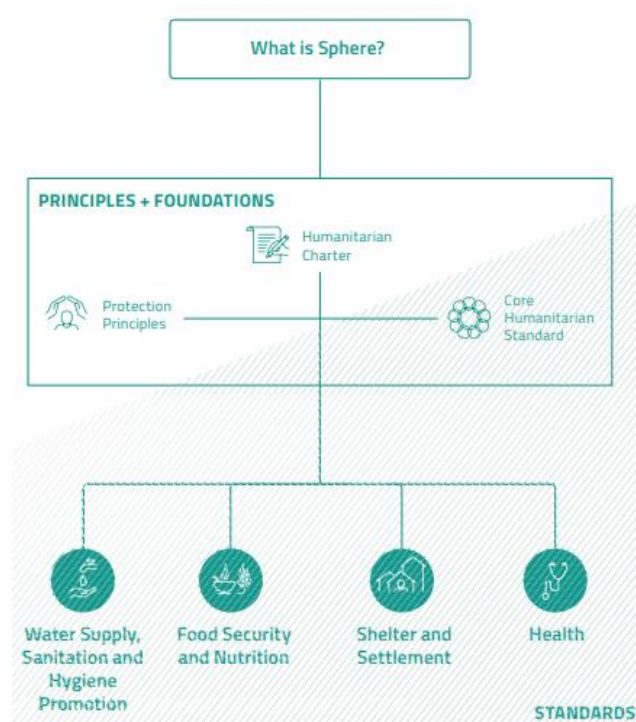 What is Sphere?
PRINCIPLES + FOUNDATIONS
Humanitarian
Charter
Protection
Principles
Core
Humanitarian
Standard
Water Supply,
Sanitation and
Hygiene
Promotion
Food Security
and Nutrition
Shelter and
Settlement
Health
STANDARDS